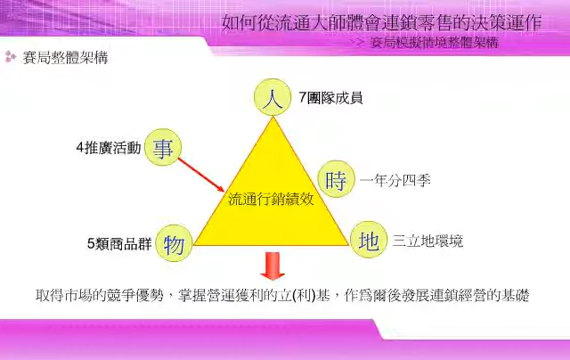 如何從流通大師體會連鎖零售的決策運作
>> 賽局模擬情境整體架構
賽局整體架構
人 7團隊成員
4推廣活動 事
時 一年分四季
流通行銷績效
5類商品群 物
地 三立地環境
取得市場的競爭優勢，掌握營運獲利的立(利)基，作為爾後發展連鎖經營的基礎